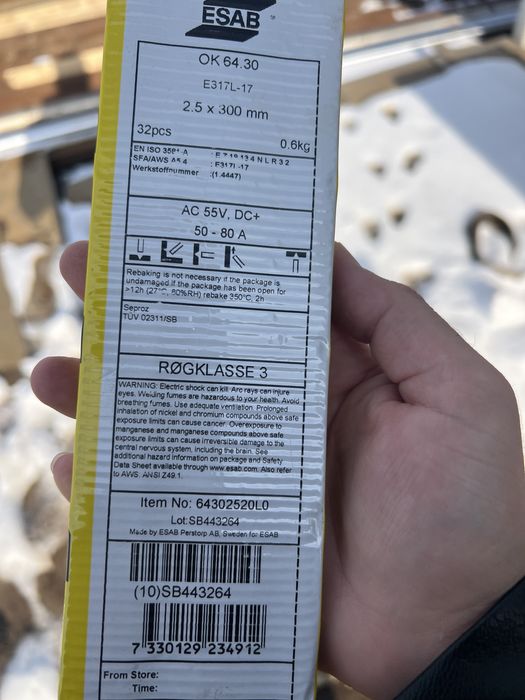 ESAB
OK 64.30
E317L-17
2.5 x 300 mm
32pcs 0.6kg
EN ISO 3581-A : E Z 19 13 4 N L R 3 2
SFA/AWS A5.4 : E317L-17
Werkstoffnummer :(1.4447)
AC 55V, DC+
50 - 80 A
Rebaking is not necessary if the package is
undamaged.If the package has been open for
>12h (27°C, 80%RH) rebake 350°C, 2h
Seproz
TÜV 02311/SB
RØGKLASSE 3
WARNING: Electric shock can kill. Arc rays can injure
eyes. Welding fumes are hazardous to your health. Avoid
breathing fumes. Use adequate ventilation. Prolonged
inhalation of nickel and chromium compounds above safe
exposure limits can cause cancer. Overexposure to
manganese and manganese compounds above safe
exposure limits can cause irreversible damage to the
central nervous system, including the brain. See
additional hazard information on package and Safety
Data Sheet available through www.esab.com. Also refer
to AWS. ANSI Z49.1.
Item No: 64302520L0
Lot:SB443264
Made by ESAB Perstorp AB, Sweden for ESAB
(10)SB443264
7 330129 234912
From Store:
Time: